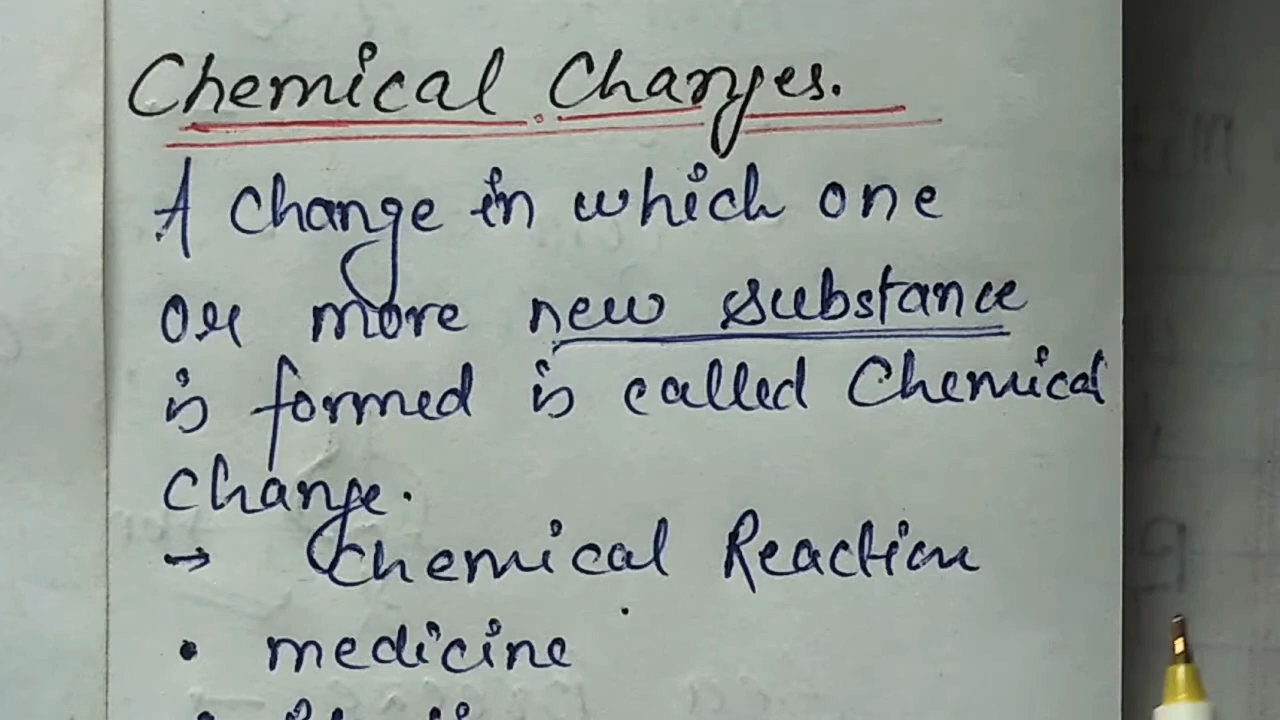 Chemical Changes.
A change in which one
or more new substance
is formed is called Chemical
change.
→ Chemical Reaction
• medicine